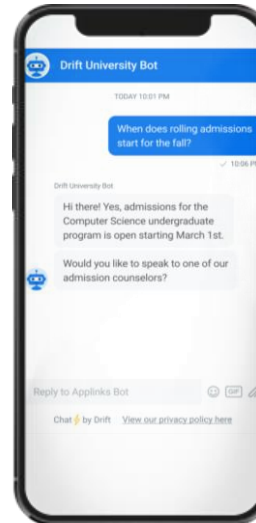 Drift University Bot
TODAY 10:01 PM
When does rolling admissions
start for the fall?
✓ 10:06 PM
Drift University Bot
Hi there! Yes, admissions for the
Computer Science undergraduate
program is open starting March 1st.
Would you like to speak to one of our
admission counselors?
Reply to Applinks Bot
GIF
Chat⚡by Drift View our privacy policy here